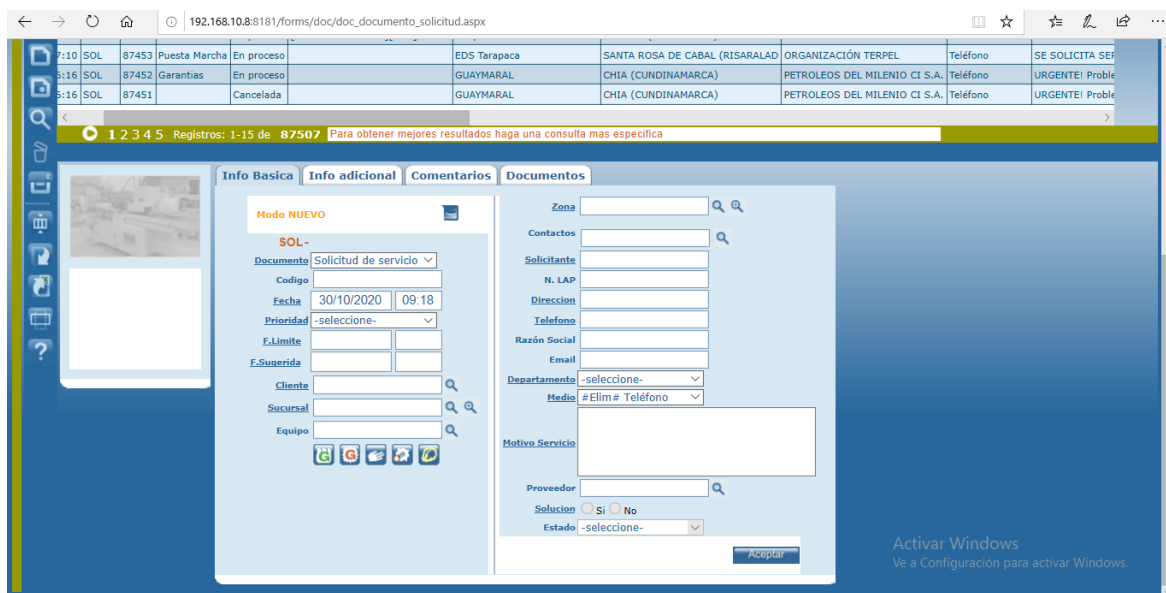 192.168.10.8:8181/forms/doc/doc_documento_solicitud.aspx
7:10 SOL 87453 Puesta Marcha En proceso EDS Tarapaca SANTA ROSA DE CABAL (RISARALAD ORGANIZACIÓN TERPEL Teléfono SE SOLICITA SER
5:16 SOL 87452 Garantias En proceso GUAYMARAL CHIA (CUNDINAMARCA) PETROLEOS DEL MILENIO CI S.A. Teléfono URGENTE! Proble
5:16 SOL 87451 Cancelada GUAYMARAL CHIA (CUNDINAMARCA) PETROLEOS DEL MILENIO CI S.A. Teléfono URGENTE! Proble
1 2 3 4 5 Registros: 1-15 de 87507 Para obtener mejores resultados haga una consulta mas especifica
Info Basica Info adicional Comentarios Documentos
Modo NUEVO
SOL-
Documento Solicitud de servicio
Codigo
Fecha 30/10/2020 09:18
Prioridad -seleccione-
F.Limite
F.Sugerida
Cliente
Sucursal
Equipo
G G
Zona
Contactos
Solicitante
N. LAP
Direccion
Telefono
Razón Social
Email
Departamento -seleccione-
Medio #Elim# Teléfono
Motivo Servicio
Proveedor
Solucion Si No
Estado -seleccione-
Aceptar
Activar Windows
Ve a Configuración para activar Windows.